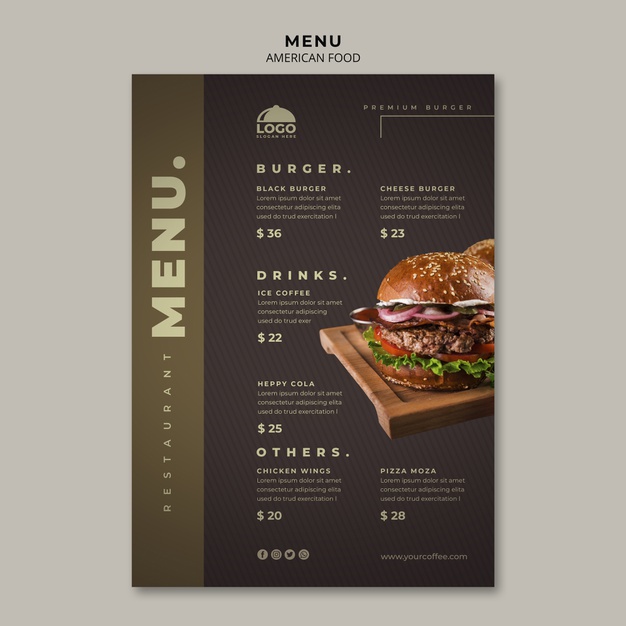 MENU
AMERICAN FOOD
PREMIUM BURGER
LOGO
SLOGAN HERE
RESTAURANT MENU.
BURGER.
BLACK BURGER
Lorem ipsum dolor sit amet
consectetur adipiscing elita
used do trud exercitation l
$ 36
CHEESE BURGER
Lorem ipsum dolor sit amet
consectetur adipiscing elita
used do trud exercitation l
$ 23
DRINKS.
ICE COFFEE
Lorem ipsum dolor sit amet
consectetur adipiscing
used do trud exer
$ 22
HEPPY COLA
Lorem ipsum dolor sit amet
consectetur adipiscing elita
used do trud exercitation l
$ 25
OTHERS.
CHICKEN WINGS
Lorem ipsum dolor sit amet
consectetur adipiscing elita
used do trud exercitation l
$ 20
PIZZA MOZA
Lorem ipsum dolor sit amet
consectetur adipiscing elita
used do trud exercitation l
$ 28
www.yourcoffee.com